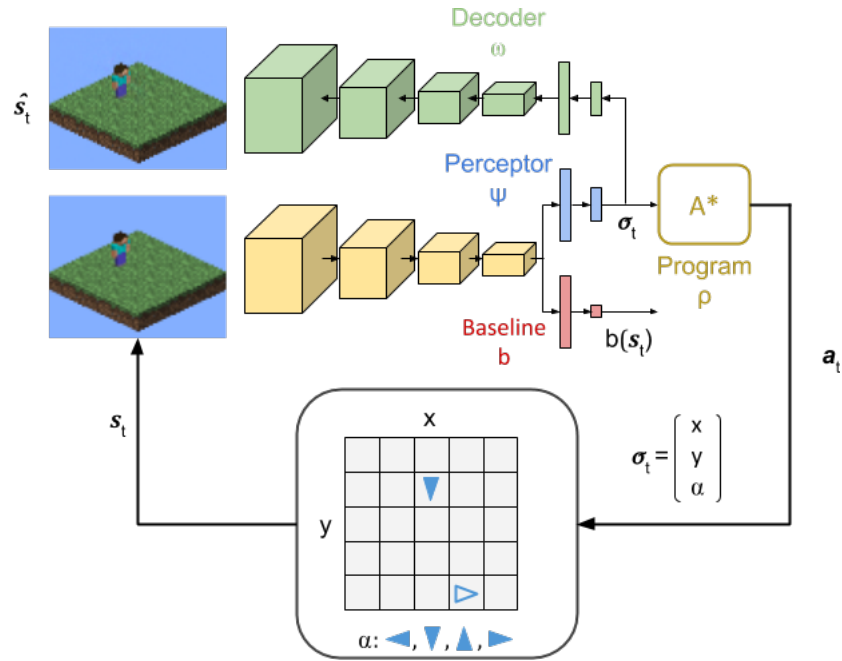 Decoder
ω
ŝt
Perceptor
ψ
σt
A*
Program
ρ
Baseline
b
b(st)
at
st
x
y
σt = ( x
y
α )
α: ◄, ▼, ▲, ►